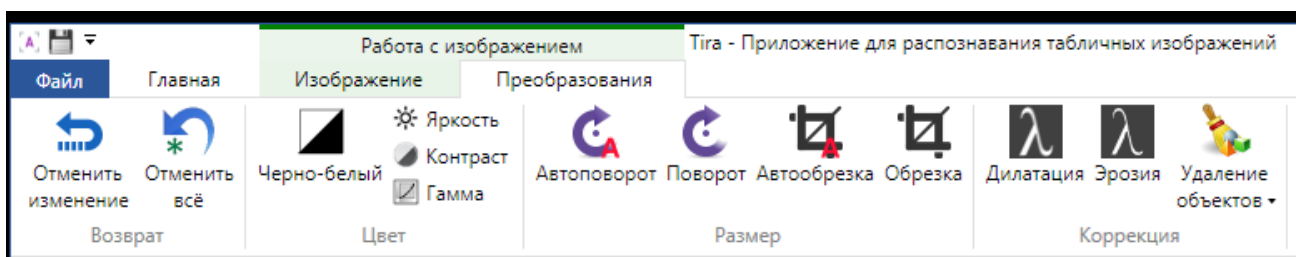 Работа с изображением
Tira - Приложение для распознавания табличных изображений
Файл
Главная
Изображение
Преобразования
Отменить изменение
Отменить всё
Черно-белый
Яркость
Контраст
Гамма
Автоповорот
Поворот
Автообрезка
Обрезка
Дилатация
Эрозия
Удаление объектов
Возврат
Цвет
Размер
Коррекция